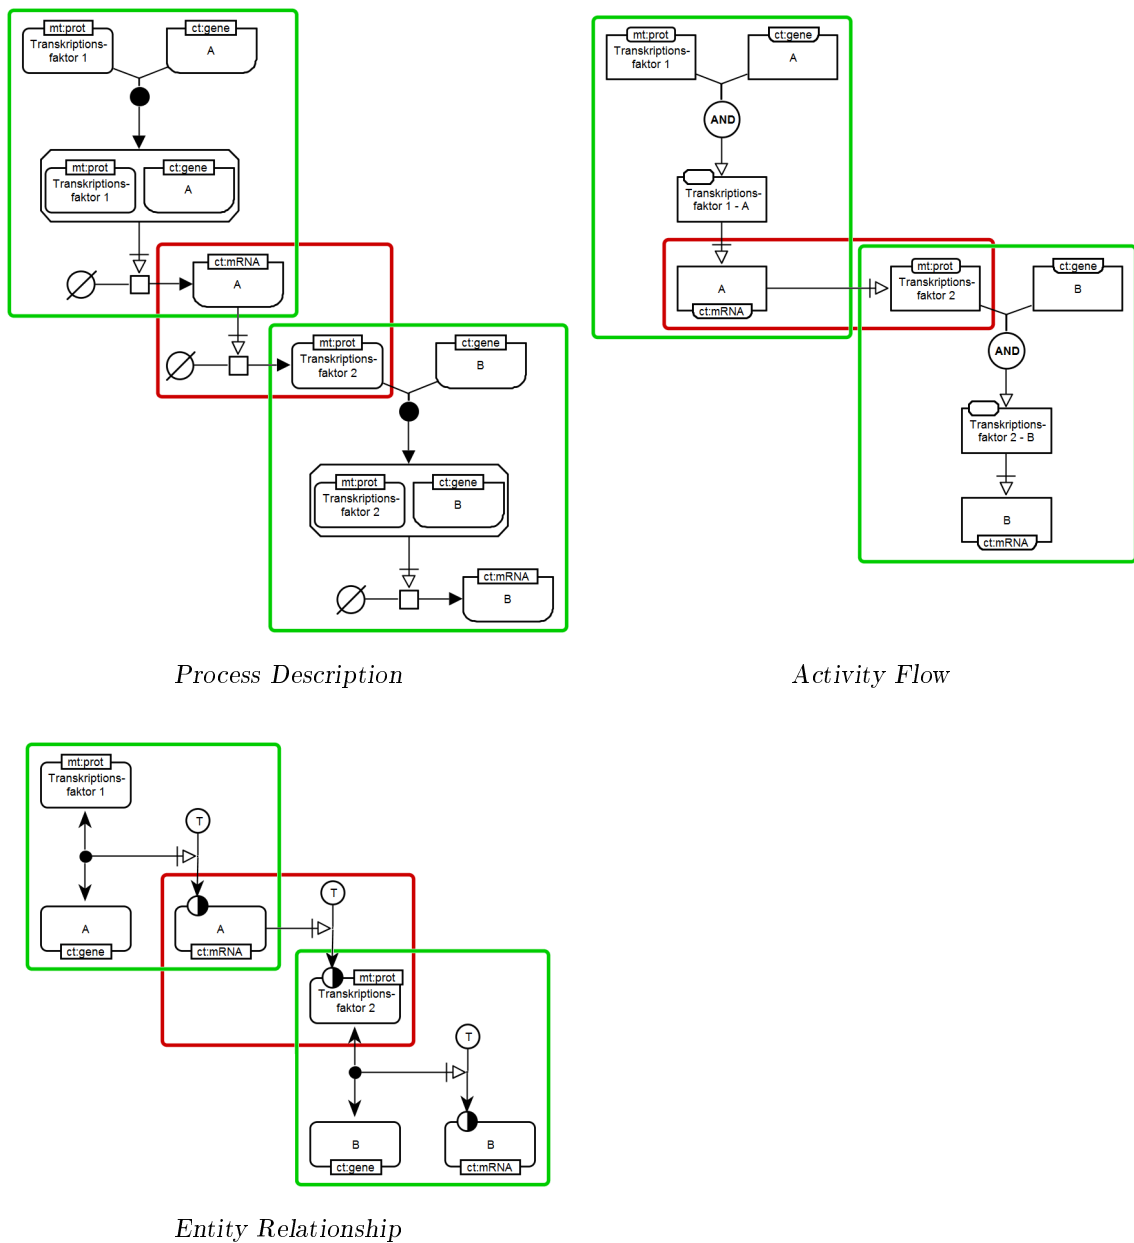 mt:prot
Transkriptions-
faktor 1
ct:gene
A
mt:prot
Transkriptions-
faktor 1
ct:gene
A
ct:mRNA
A
mt:prot
Transkriptions-
faktor 2
ct:gene
B
mt:prot
Transkriptions-
faktor 2
ct:gene
B
ct:mRNA
B
Process Description
mt:prot
Transkriptions-
faktor 1
ct:gene
A
AND
Transkriptions-
faktor 1 - A
A
ct:mRNA
mt:prot
Transkriptions-
faktor 2
ct:gene
B
AND
Transkriptions-
faktor 2 - B
B
ct:mRNA
Activity Flow
mt:prot
Transkriptions-
faktor 1
T
A
ct:gene
A
ct:mRNA
T
mt:prot
Transkriptions-
faktor 2
T
B
ct:gene
B
ct:mRNA
Entity Relationship